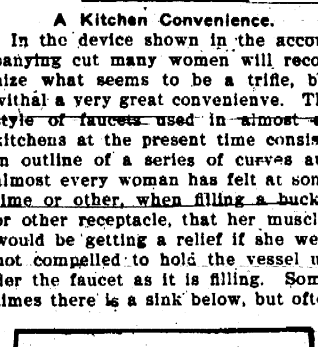 A Kitchen Convenience.
In the device shown in the accom
panying cut many women will reco
nize what seems to be a trifle, b
withal a very great convenienve. Th
style of faucets used in almost
kitchens at the present time consis
in outline of a series of curves a
almost every woman has felt at som
time or other, when filling a buck
or other receptacle, that her muscl
would be getting a relief if she we
not compelled to hold the vessel u
der the faucet as it is filling. Som
times there is a sink below, but oft